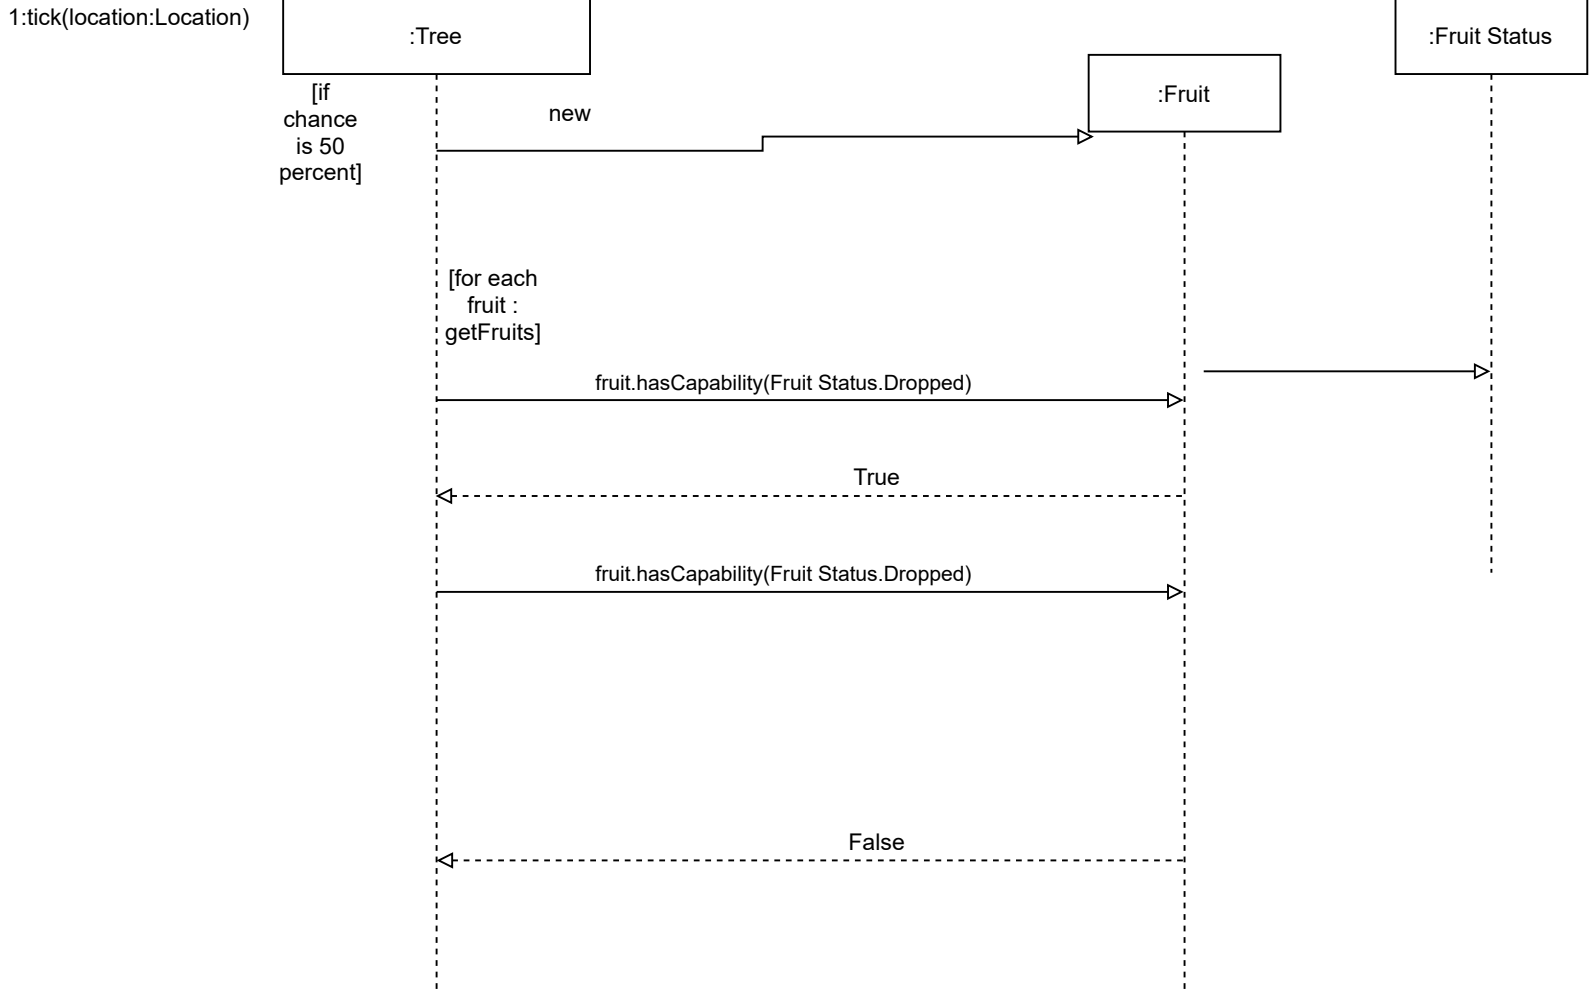 1:tick(location:Location)
:Tree
:Fruit Status
[if
chance
is 50
percent]
new
:Fruit
[for each
fruit :
getFruits]
fruit.hasCapability(Fruit Status.Dropped)
True
fruit.hasCapability(Fruit Status.Dropped)
False